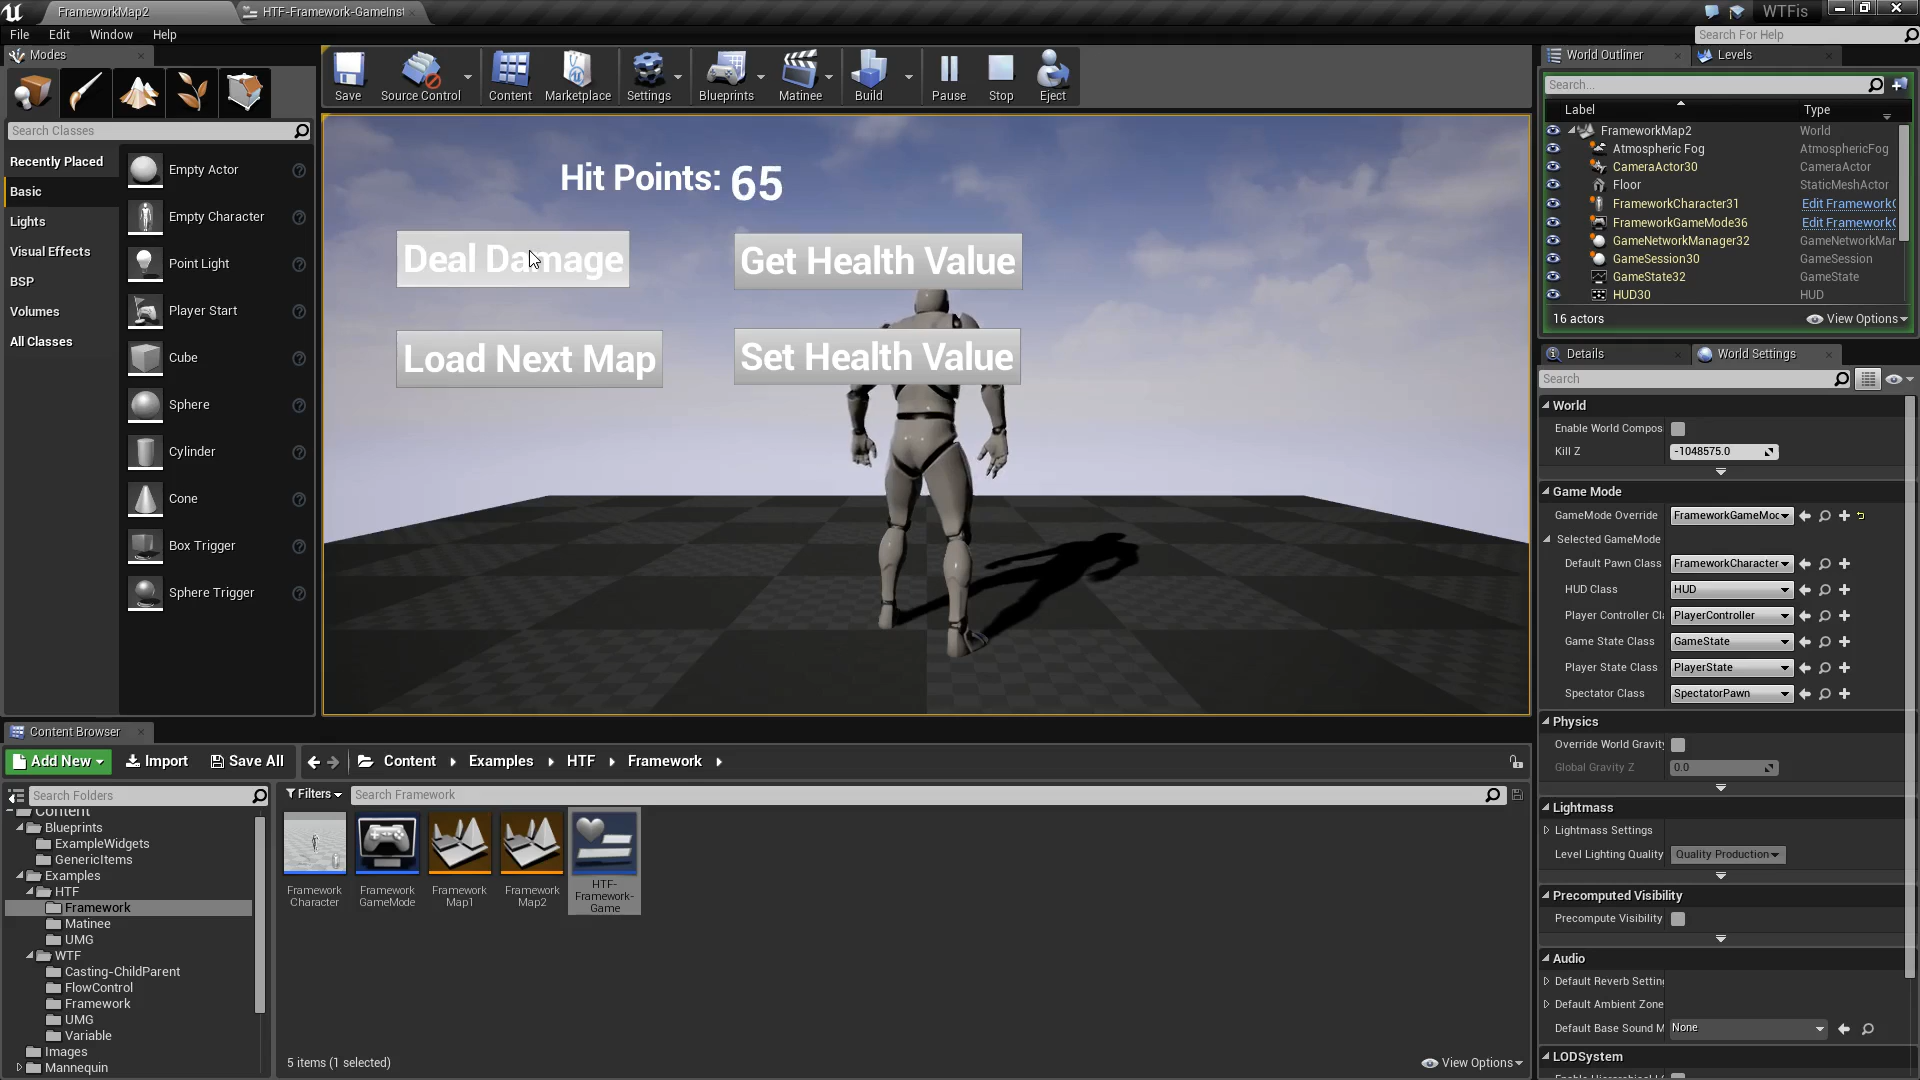 FrameworkMap2
HTF-Framework-GameInst
WTFis
File Edit Window Help
Search For Help
Modes
Save
Source Control
Content
Marketplace
Settings
Blueprints
Matinee
Build
Pause
Stop
Eject
World Outliner
Levels
Search...
Label Type
FrameworkMap2 World
Atmospheric Fog AtmosphericFog
CameraActor30 CameraActor
Floor StaticMeshActor
FrameworkCharacter31 Edit FrameworkC
FrameworkGameMode36 Edit FrameworkC
GameNetworkManager32 GameNetworkMar
GameSession30 GameSession
GameState32 GameState
HUD30 HUD
16 actors
View Options
Search Classes
Recently Placed
Basic
Lights
Visual Effects
BSP
Volumes
All Classes
Empty Actor
Empty Character
Point Light
Player Start
Cube
Sphere
Cylinder
Cone
Box Trigger
Sphere Trigger
Hit Points: 65
Deal Damage
Get Health Value
Load Next Map
Set Health Value
Details
World Settings
Search
World
Enable World Compos
Kill Z -1048575.0
Game Mode
GameMode Override FrameworkGameMoc
Selected GameMode
Default Pawn Class FrameworkCharacter
HUD Class HUD
Player Controller Cl PlayerController
Game State Class GameState
Player State Class PlayerState
Spectator Class SpectatorPawn
Physics
Override World Gravity
Global Gravity Z 0.0
Lightmass
Lightmass Settings
Level Lighting Quality Quality Production
Precomputed Visibility
Precompute Visibility
Audio
Default Reverb Setting
Default Ambient Zone
Default Base Sound M None
LODSystem
Content Browser
Add New
Import
Save All
Content
Examples
HTF
Framework
Search Folders
Filters
Search Framework
Content
Blueprints
ExampleWidgets
GenericItems
Examples
HTF
Framework
Matinee
UMG
WTF
Casting-ChildParent
FlowControl
Framework
UMG
Variable
Images
Mannequin
Framework
Character
Framework
GameMode
Framework
Map1
Framework
Map2
HTF-
Framework-
Game
5 items (1 selected)
View Options